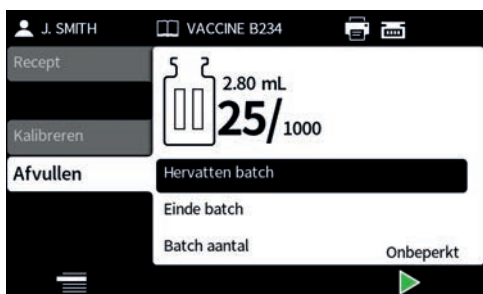 J. SMITH
VACCINE B234
Recept
Kalibreren
Afvullen
2.80 mL
25/1000
Hervatten batch
Einde batch
Batch aantal
Onbeperkt